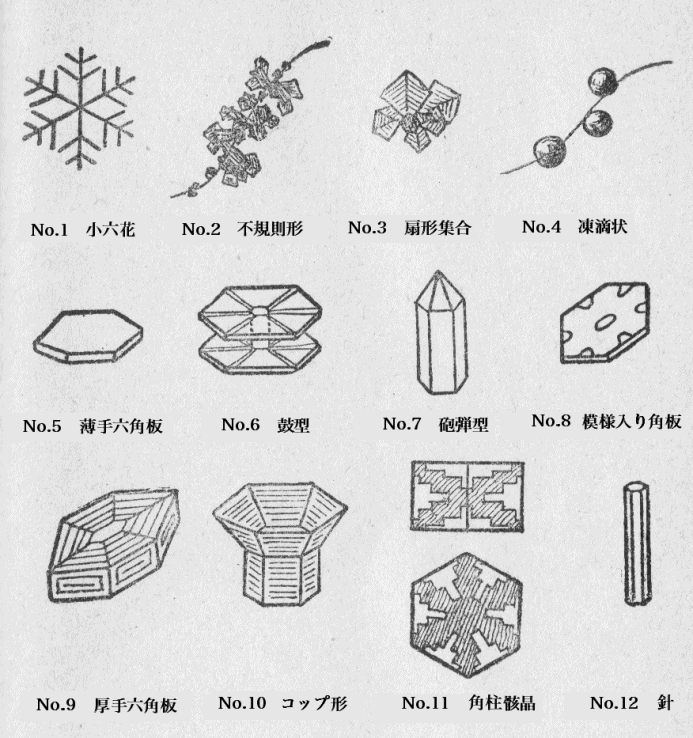 No.1 小六花
No.2 不規則形
No.3 扇形集合
No.4 凍滴状
No.5 薄手六角板
No.6 鼓型
No.7 砲弾型
No.8 模様入り角板
No.9 厚手六角板
No.10 コップ形
No.11 角柱骸晶
No.12 針